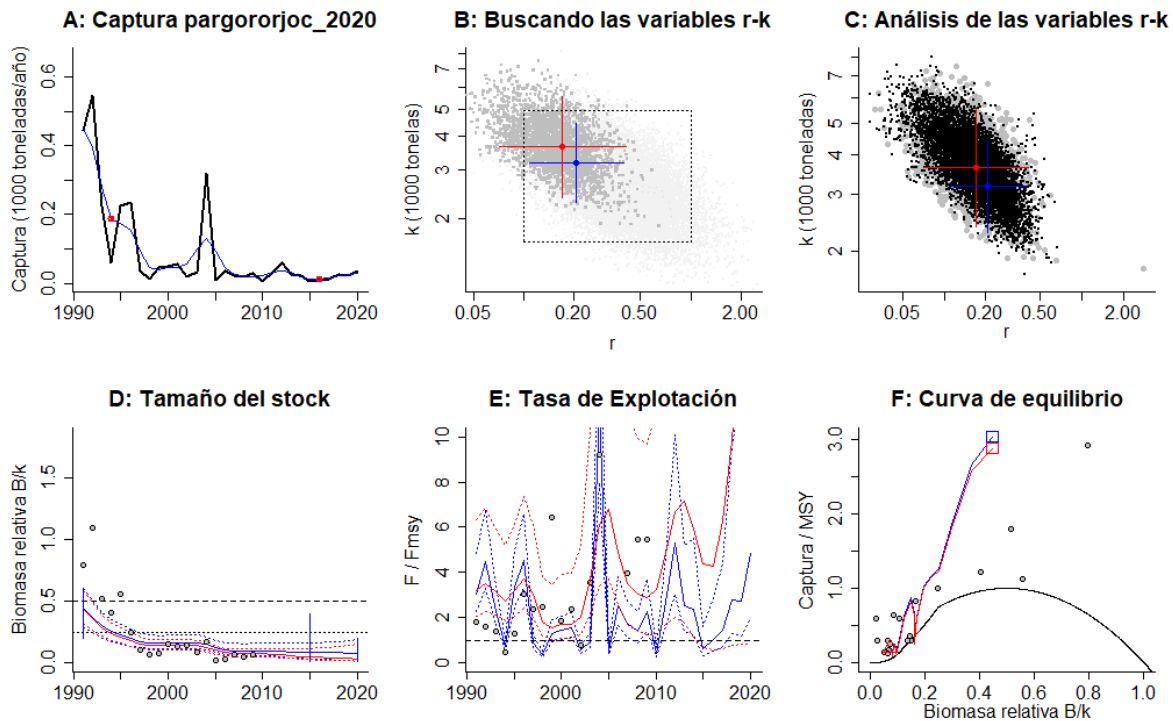 A: Captura pargororjoc_2020
Captura (1000 toneladas/año)
0.0 0.2 0.4 0.6
1990 2000 2010 2020
B: Buscando las variables r-k
k (1000 tonelas)
2 3 4 5 7
0.05 0.20 0.50 2.00
r
C: Análisis de las variables r-k
k (1000 toneladas)
2 3 4 5 7
0.05 0.20 0.50 2.00
r
D: Tamaño del stock
Biomasa relativa B/k
0.0 0.5 1.0 1.5
1990 2000 2010 2020
E: Tasa de Explotación
F / Fmsy
0 2 4 6 8 10
1990 2000 2010 2020
F: Curva de equilibrio
Captura / MSY
0.0 1.0 2.0 3.0
0.0 0.2 0.4 0.6 0.8 1.0
Biomasa relativa B/k